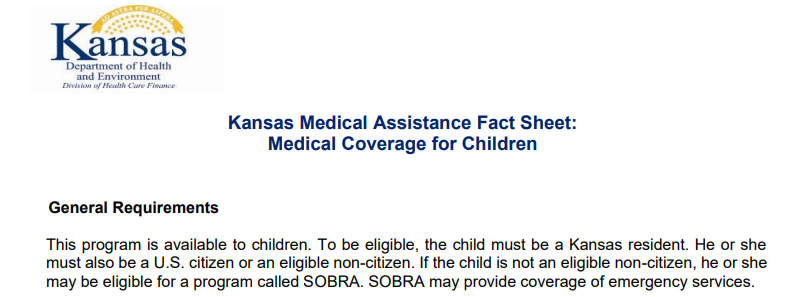 AD ASTRA PER ASPERA
Kansas
Department of Health
and Environment
Division of Health Care Finance
Kansas Medical Assistance Fact Sheet:
Medical Coverage for Children
General Requirements
This program is available to children. To be eligible, the child must be a Kansas resident. He or she
must also be a U.S. citizen or an eligible non-citizen. If the child is not an eligible non-citizen, he or she
may be eligible for a program called SOBRA. SOBRA may provide coverage of emergency services.